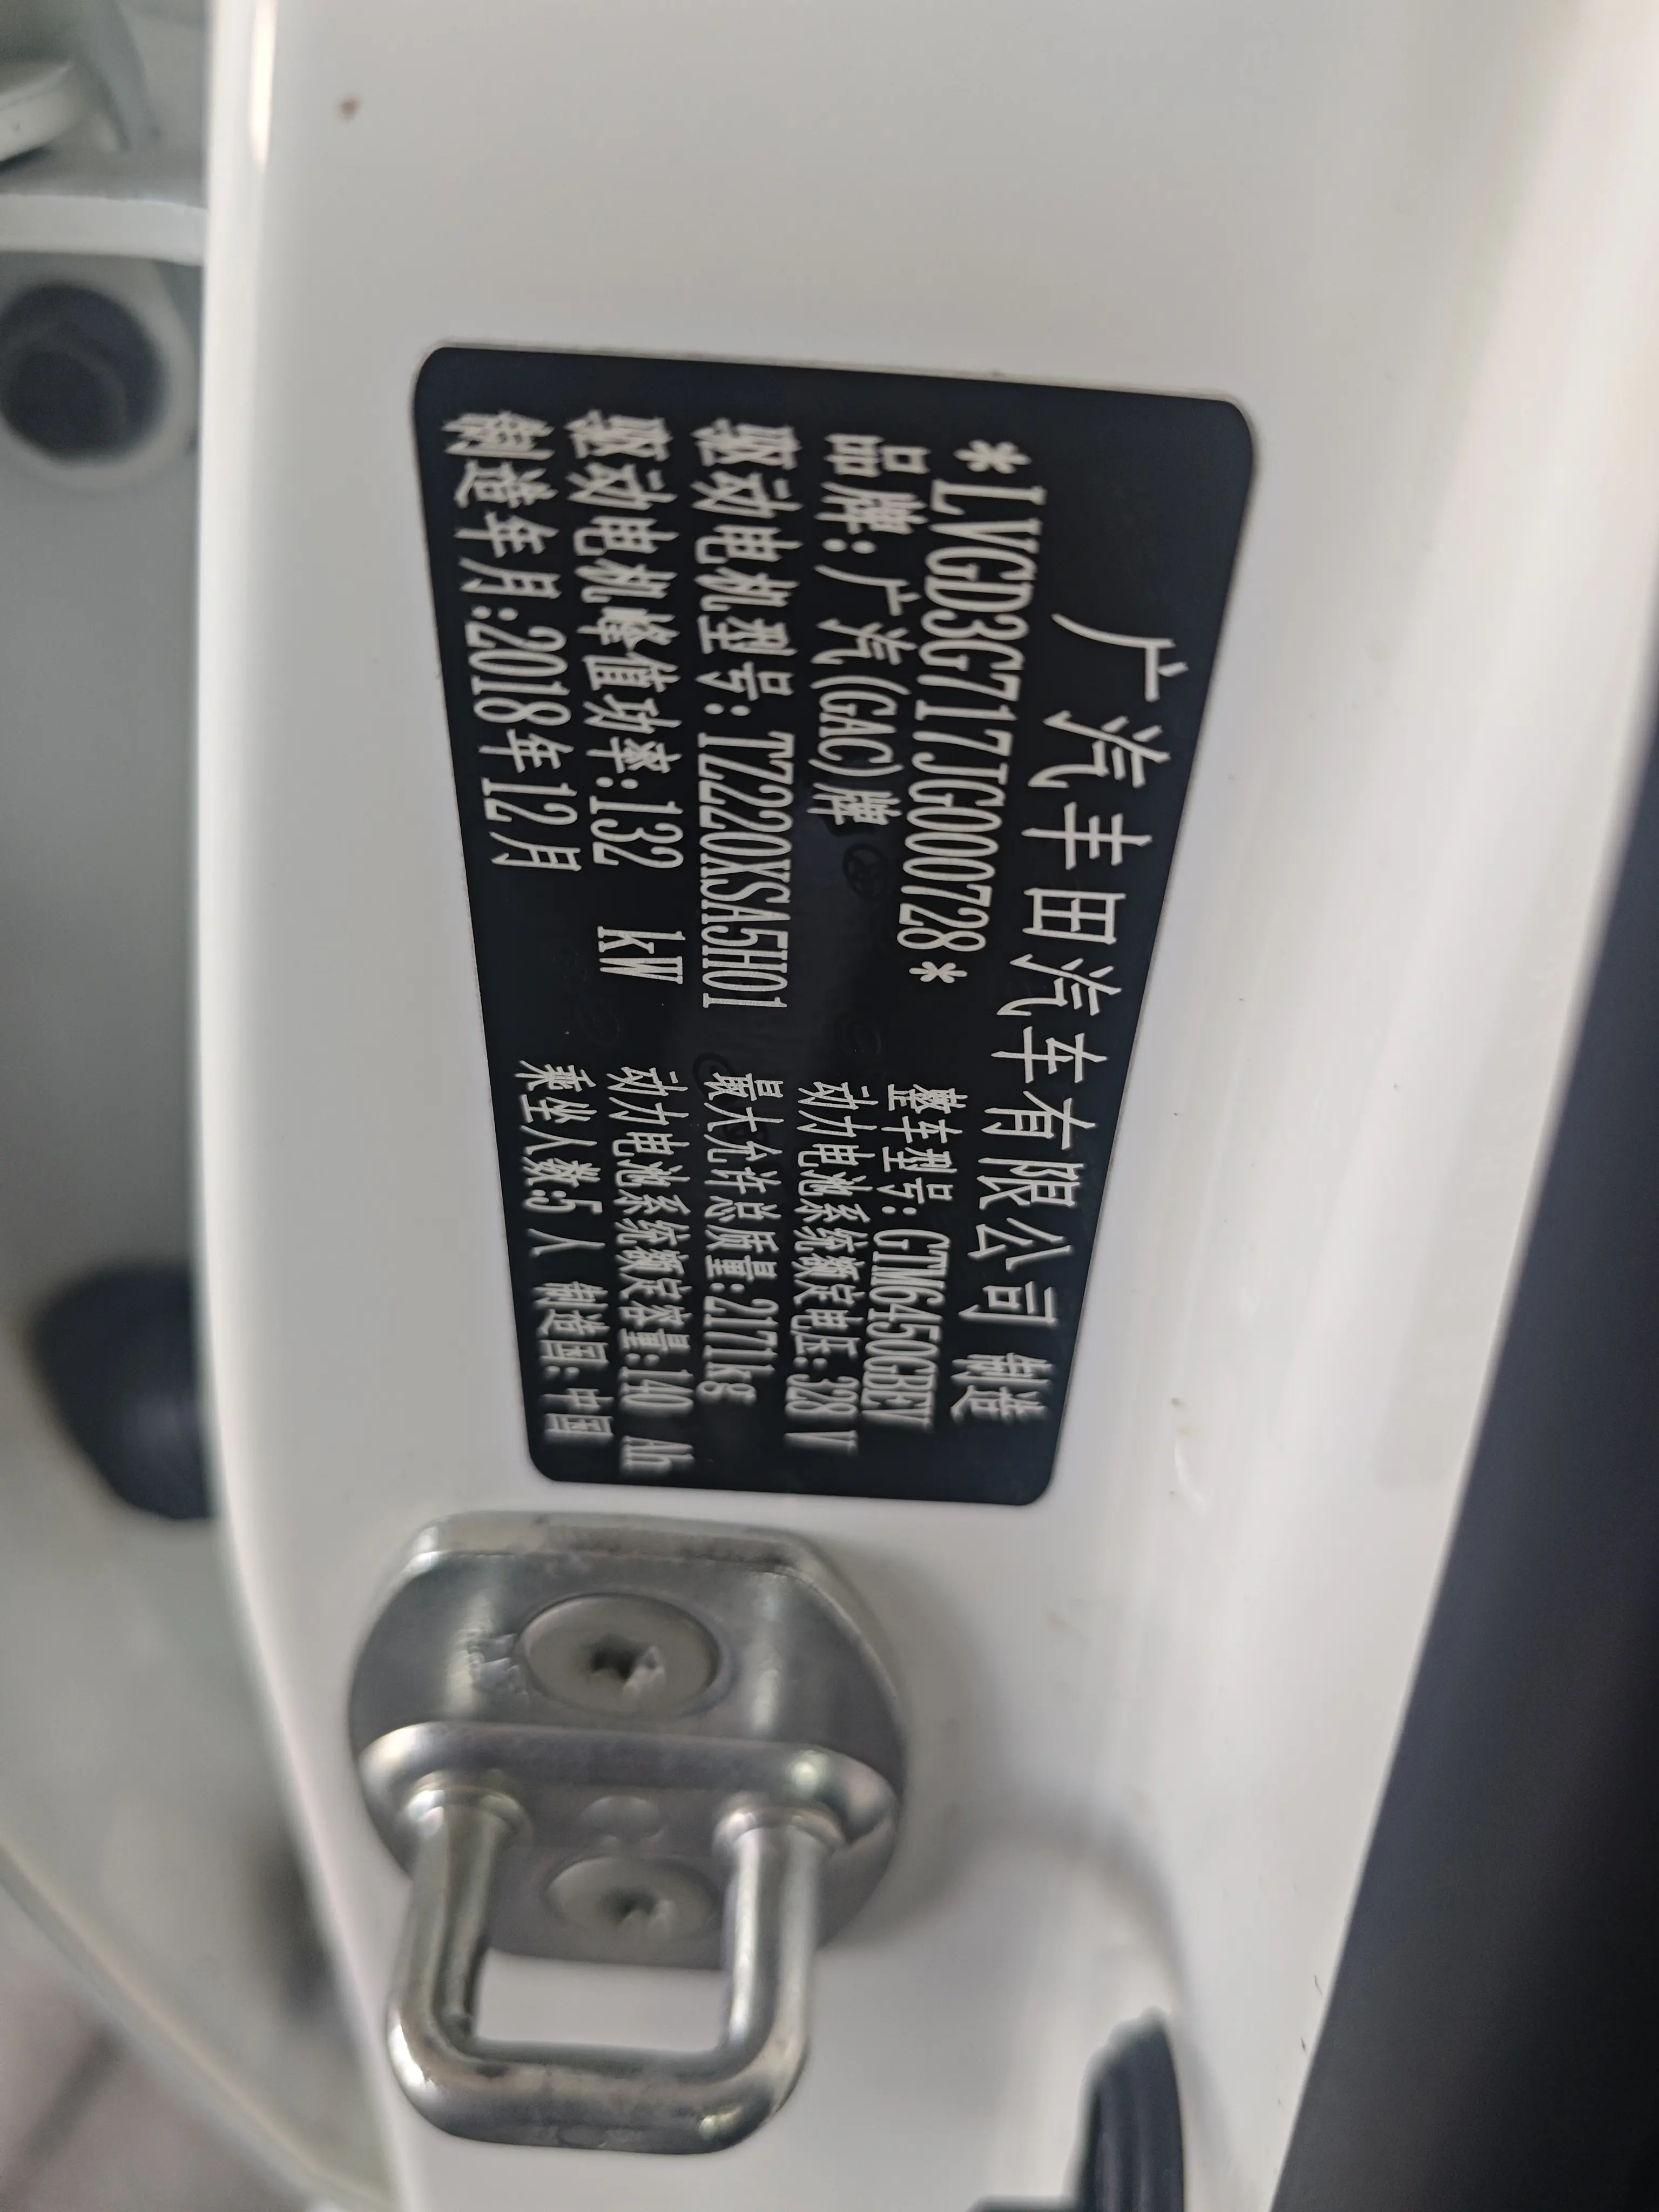 广汽丰田汽车有限公司 制造
*LVGD3G717JG000728*
整车型号:GTM6450GBEV
品牌:广汽(GAC)牌
动力电池系统额定电压:328 V
驱动电机型号:TZ220XSA5H01
最大允许总质量:2171kg
驱动电机峰值功率:132 kW
动力电池系统额定容量:140 Ah
制造年月:2018年12月
乘坐人数:5 人 制造国:中国